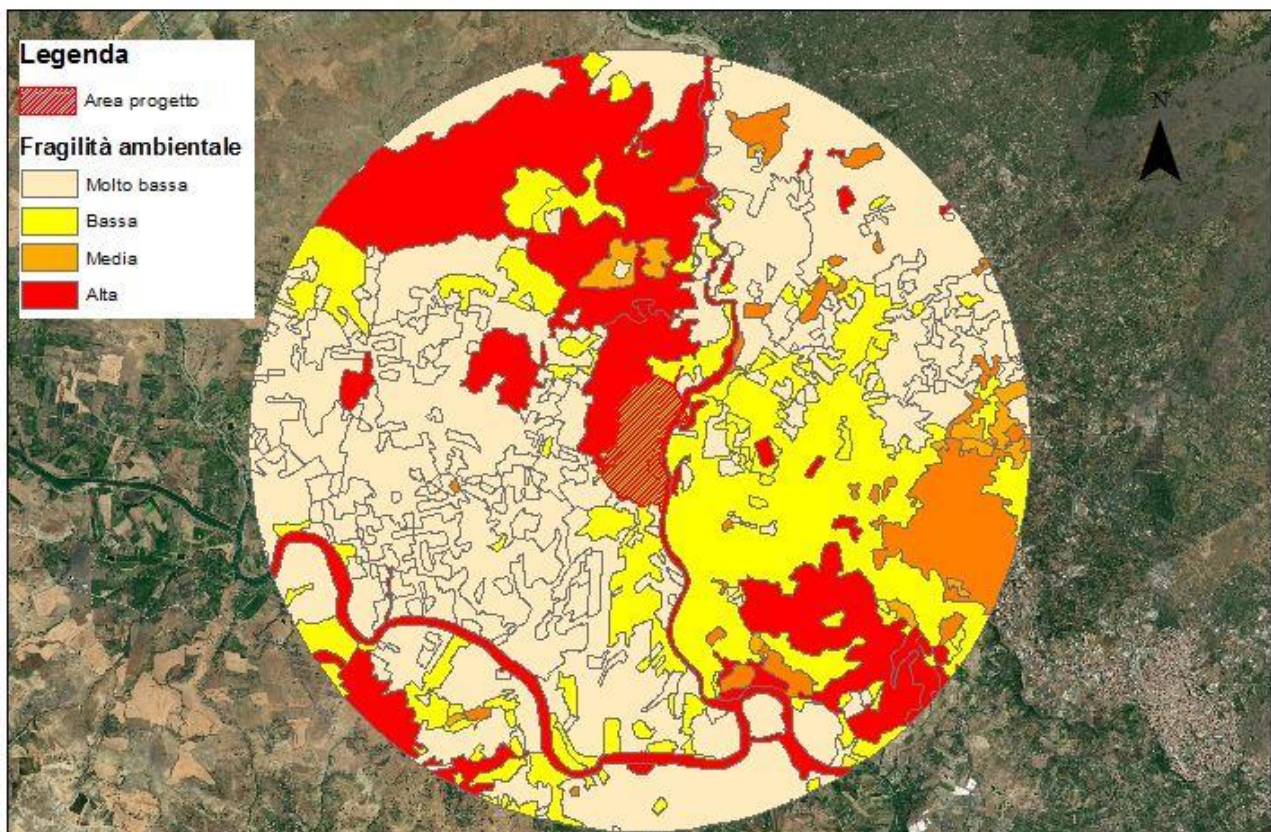 Legenda
Area progetto
Fragilità ambientale
Molto bassa
Bassa
Media
Alta
N